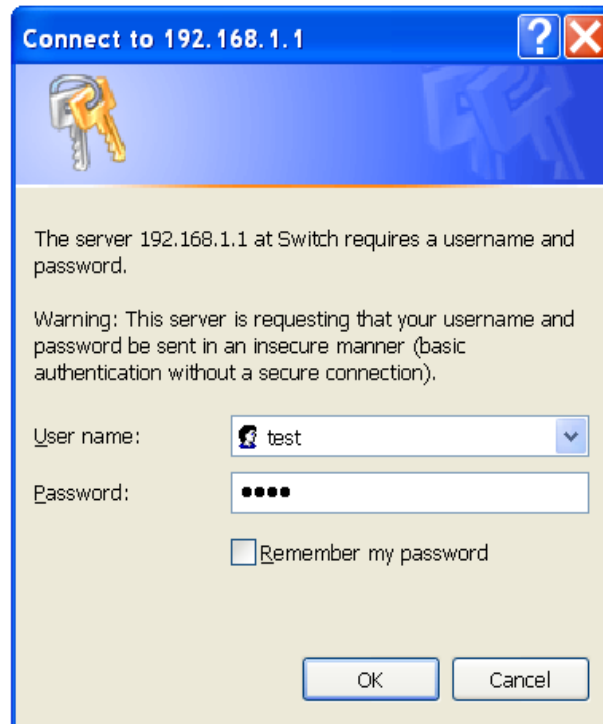 Connect to 192.168.1.1
The server 192.168.1.1 at Switch requires a username and
password.
Warning: This server is requesting that your username and
password be sent in an insecure manner (basic
authentication without a secure connection).
User name: test
Password: ●●●●
Remember my password
OK Cancel